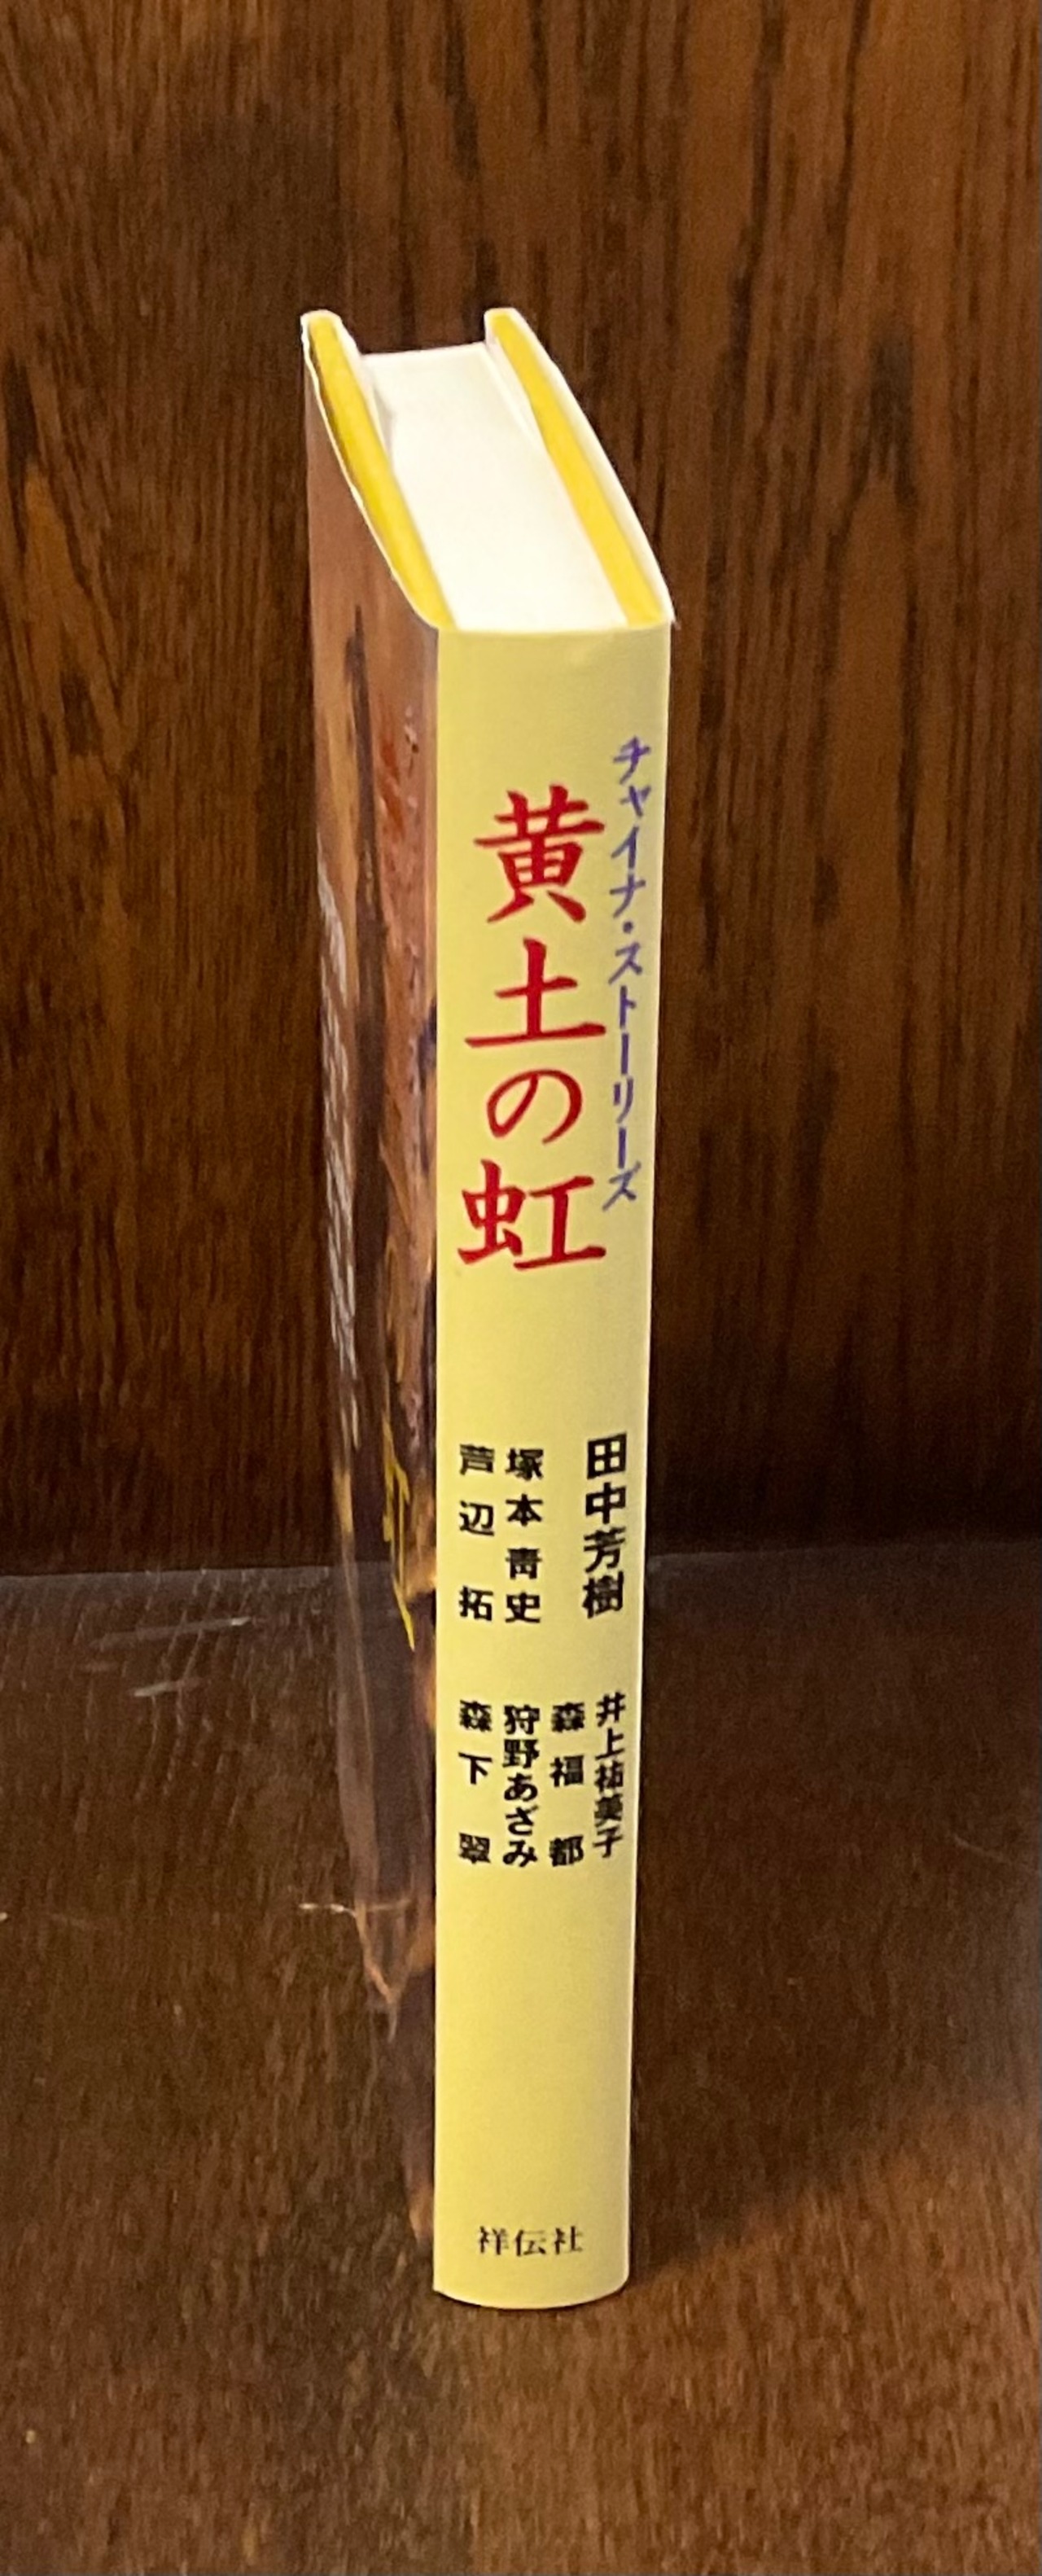 チャイナ・ストーリーズ
黄土の虹
田中芳樹
井上祐美子
森福都
塚本青史
狩野あざみ
芦辺拓
森下翠
祥伝社